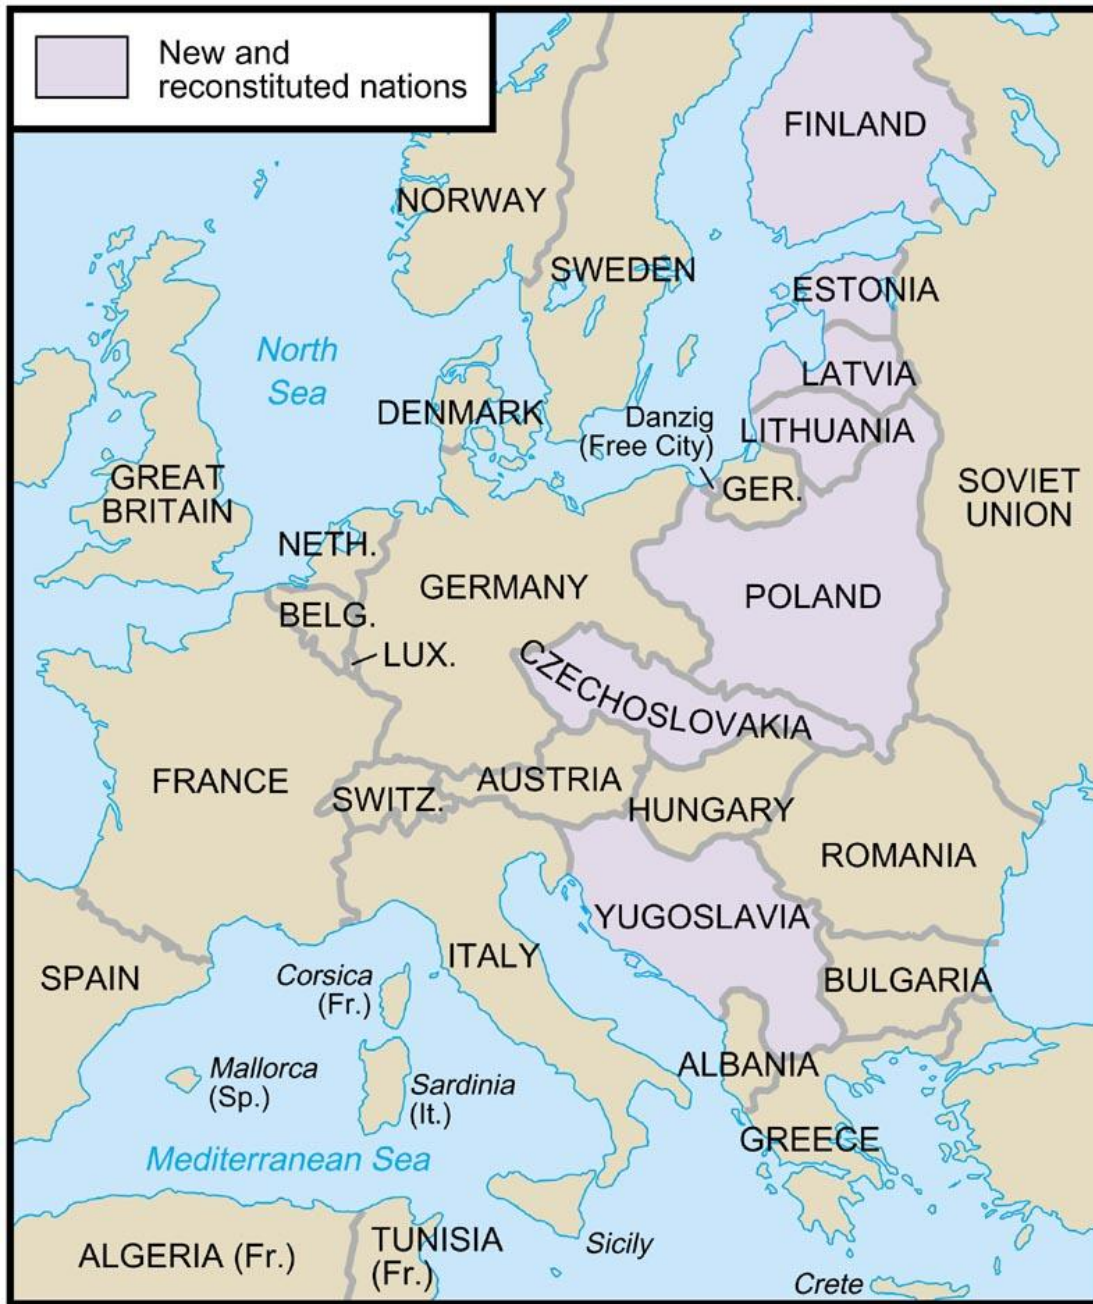 New and
reconstituted nations
FINLAND
NORWAY
SWEDEN
ESTONIA
North
Sea
LATVIA
DENMARK
Danzig
(Free City)
LITHUANIA
GREAT
BRITAIN
GER.
SOVIET
UNION
NETH.
GERMANY
POLAND
BELG.
LUX.
CZECHOSLOVAKIA
FRANCE
SWITZ.
AUSTRIA
HUNGARY
ROMANIA
YUGOSLAVIA
SPAIN
Corsica
(Fr.)
ITALY
BULGARIA
Mallorca
(Sp.)
Sardinia
(It.)
ALBANIA
GREECE
Mediterranean Sea
ALGERIA (Fr.)
TUNISIA
(Fr.)
Sicily
Crete